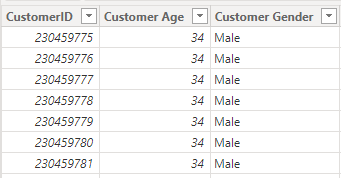 CustomerID Customer Age Customer Gender
230459775 34 Male
230459776 34 Male
230459777 34 Male
230459778 34 Male
230459779 34 Male
230459780 34 Male
230459781 34 Male